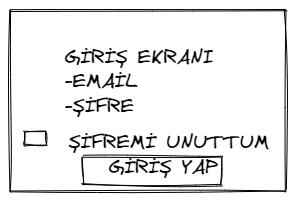 GİRİŞ EKRANI
-EMAİL
-ŞİFRE
ŞİFREMİ UNUTTUM
GİRİŞ YAP